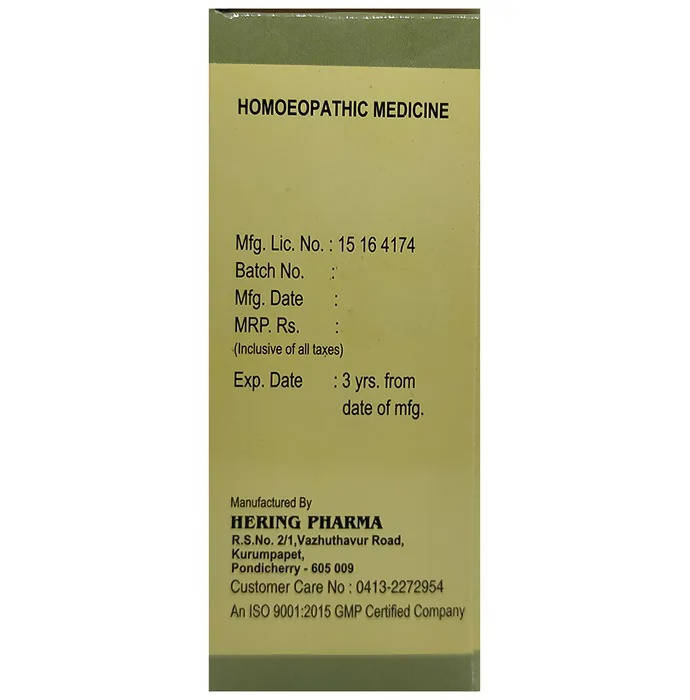 HOMOEOPATHIC MEDICINE
Mfg. Lic. No. : 15 16 4174
Batch No. :
Mfg. Date :
MRP. Rs. :
(Inclusive of all taxes)
Exp. Date : 3 yrs. from
date of mfg.
Manufactured By
HERING PHARMA
R.S.No. 2/1,Vazhuthavur Road,
Kurumpapet,
Pondicherry - 605 009
Customer Care No : 0413-2272954
An ISO 9001:2015 GMP Certified Company